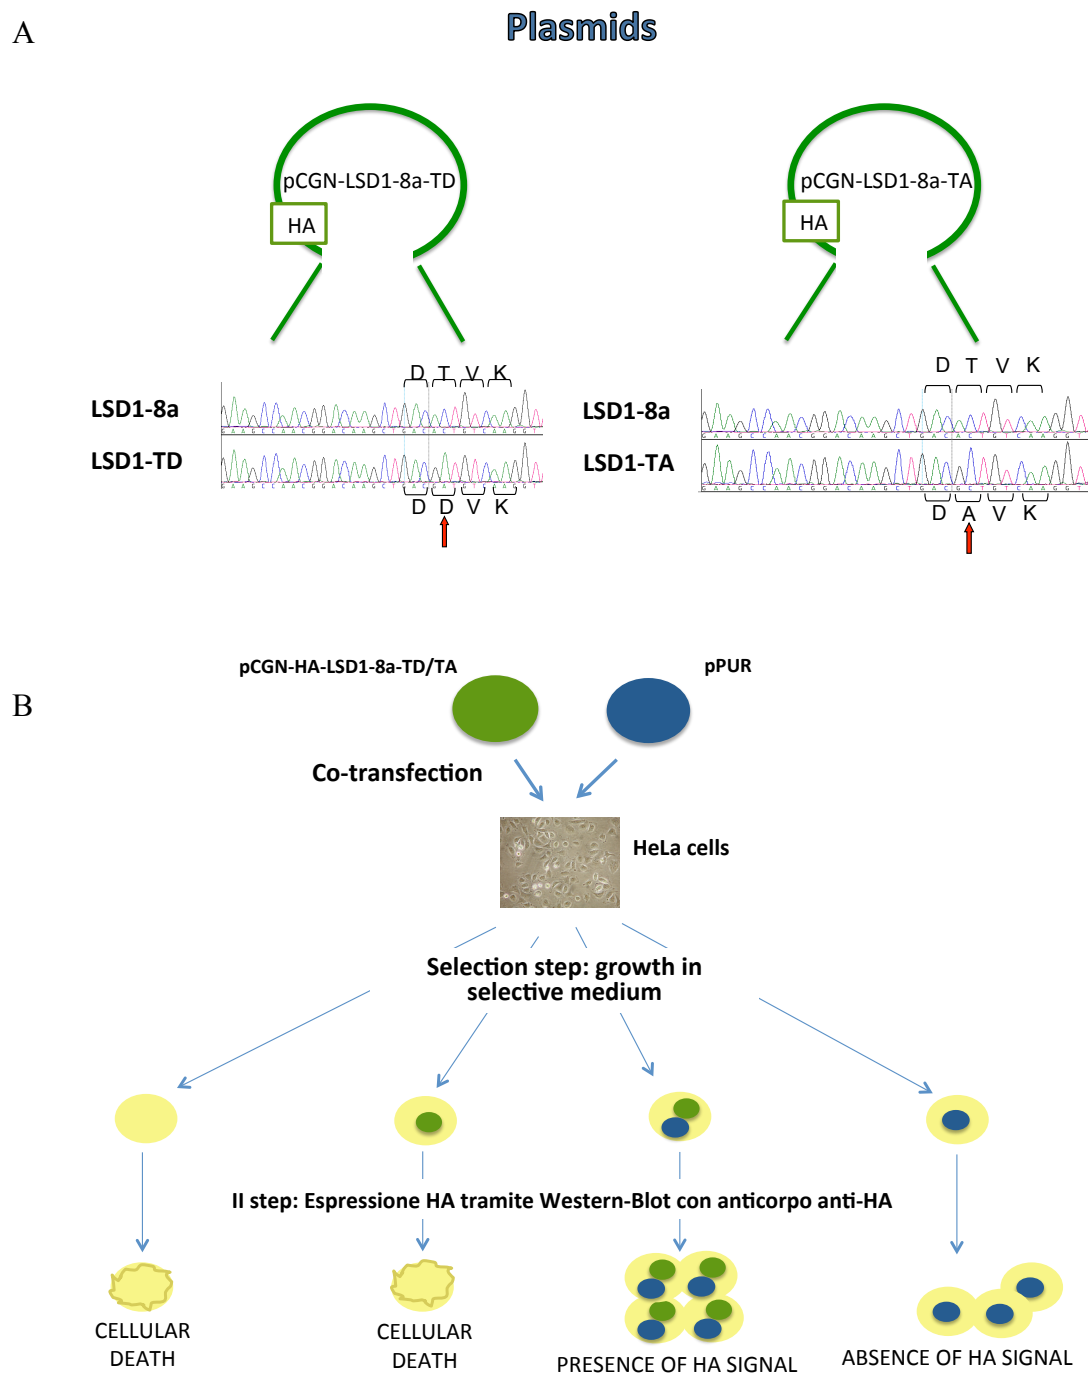 A
Plasmids
pCGN-LSD1-8a-TD
HA
pCGN-LSD1-8a-TA
HA
D T V K
LSD1-8a
GAAGCCAACGGACAAGCTGACACTGTCAAGGT
LSD1-TD
D D V K
D T V K
LSD1-8a
GAAGCCAACGGACAAGCTGACACTGTCAAGGT
LSD1-TA
GAAGCCAACGGACAAGCTGACGCTGTCAAGGT
D A V K
B
pCGN-HA-LSD1-8a-TD/TA
pPUR
Co-transfection
HeLa cells
Selection step: growth in
selective medium
II step: Espressione HA tramite Western-Blot con anticorpo anti-HA
CELLULAR
DEATH
CELLULAR
DEATH
PRESENCE OF HA SIGNAL
ABSENCE OF HA SIGNAL